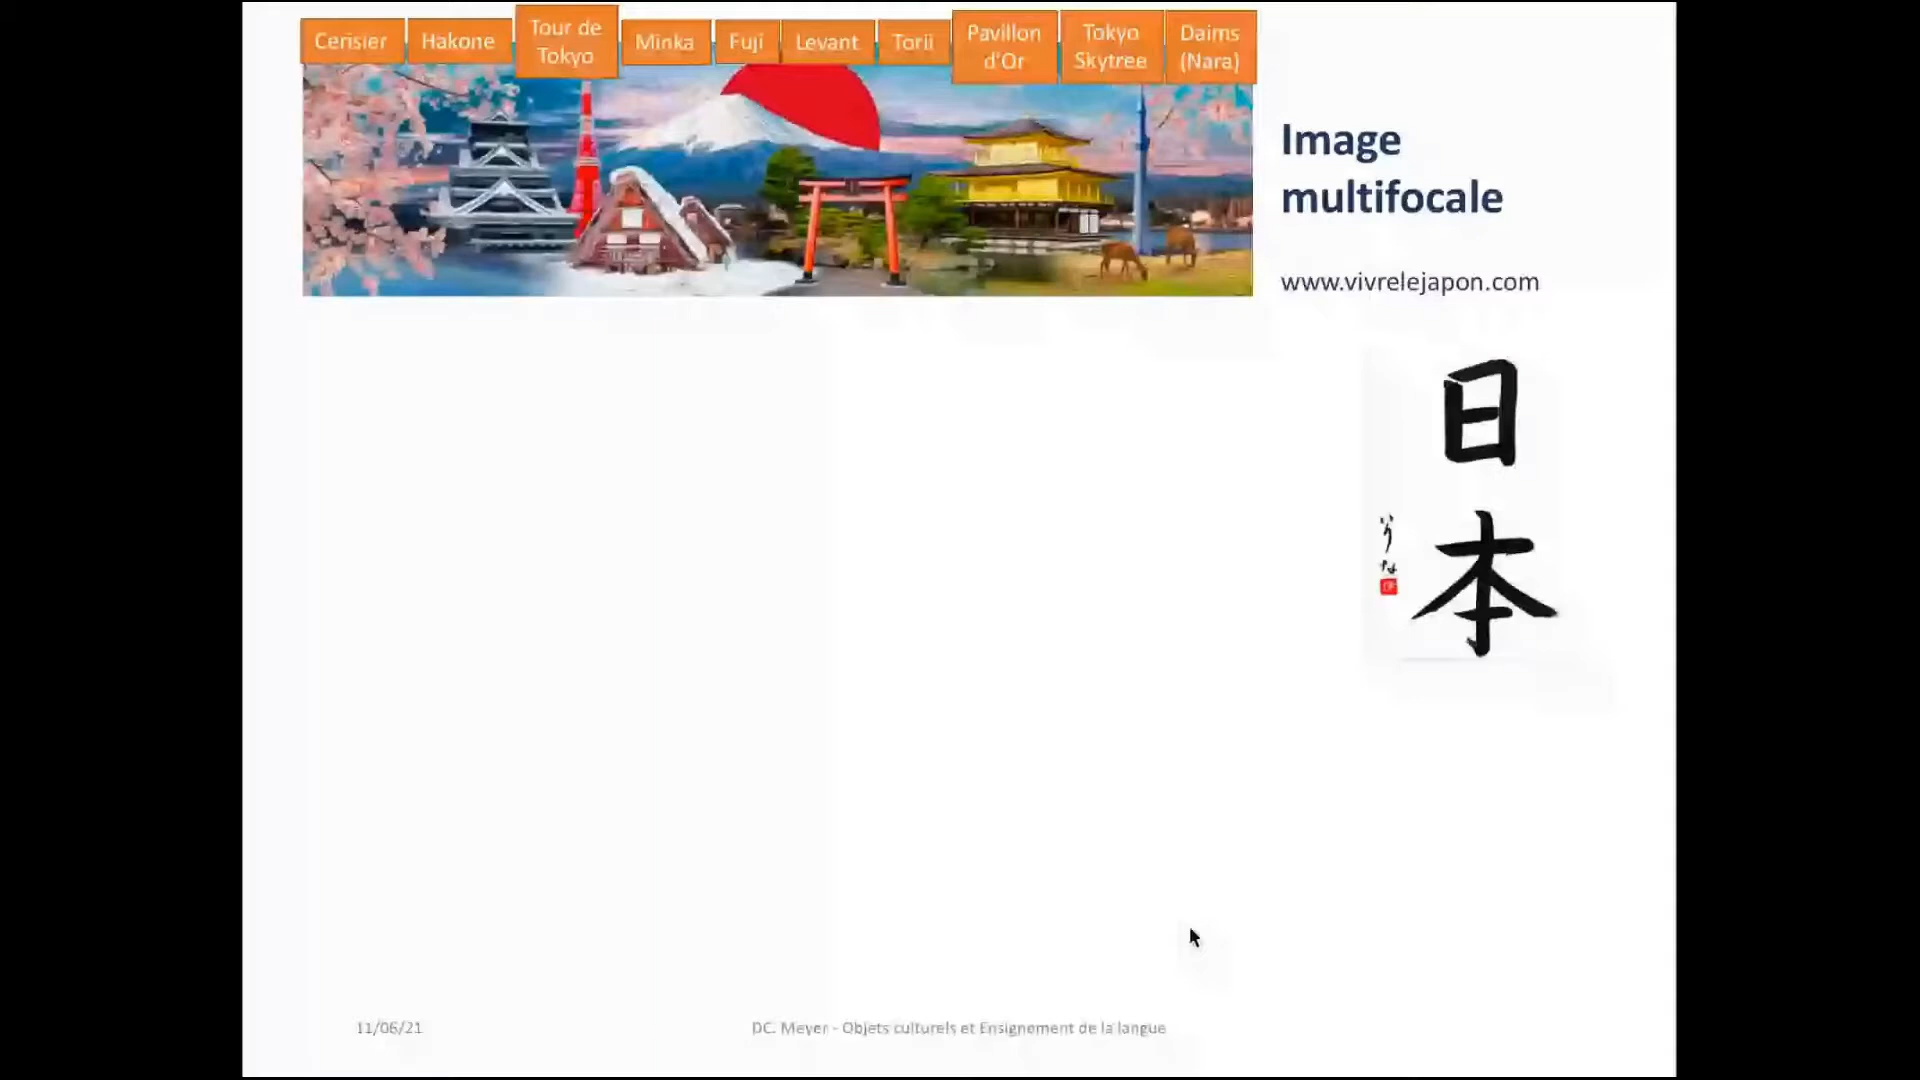 Cerisier
Hakone
Tour de
Tokyo
Minka
Fuji
Levant
Torii
Pavillon
d'Or
Tokyo
Skytree
Daims
(Nara)
Image
multifocale
www.vivrelejapon.com
日
本
11/06/21
DC. Meyer - Objets culturels et Ensignement de la langue